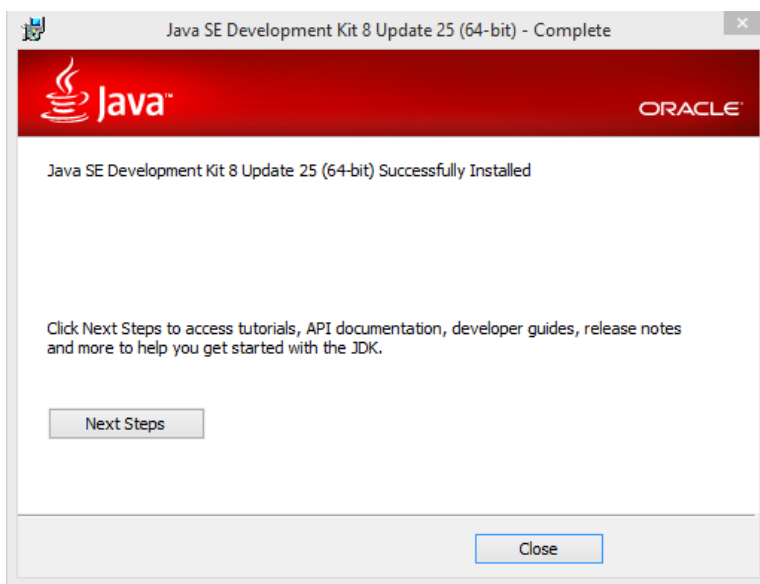 Java SE Development Kit 8 Update 25 (64-bit) - Complete
Java™
ORACLE®
Java SE Development Kit 8 Update 25 (64-bit) Successfully Installed
Click Next Steps to access tutorials, API documentation, developer guides, release notes
and more to help you get started with the JDK.
Next Steps
Close